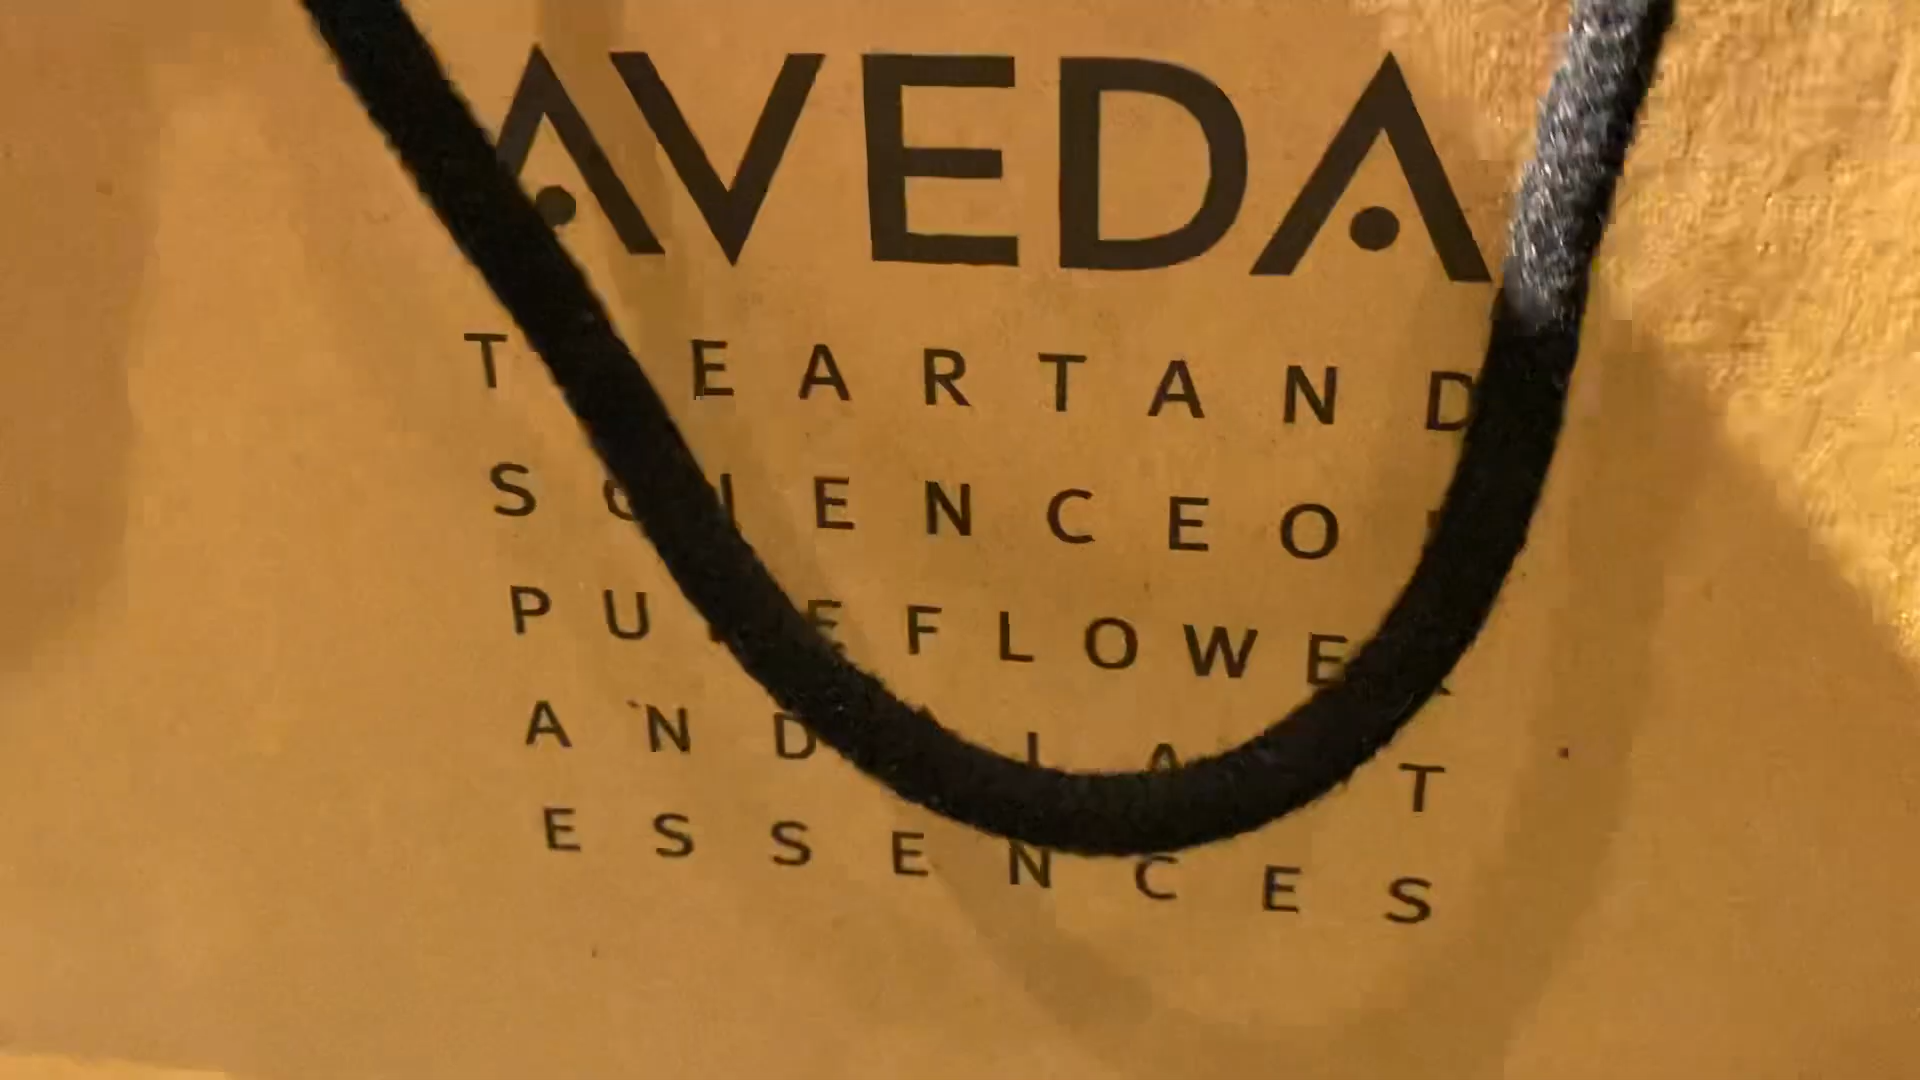 AVEDA
THE ART AND
SCIENCE OF
PURE FLOWER
AND PLANT
ESSENCES